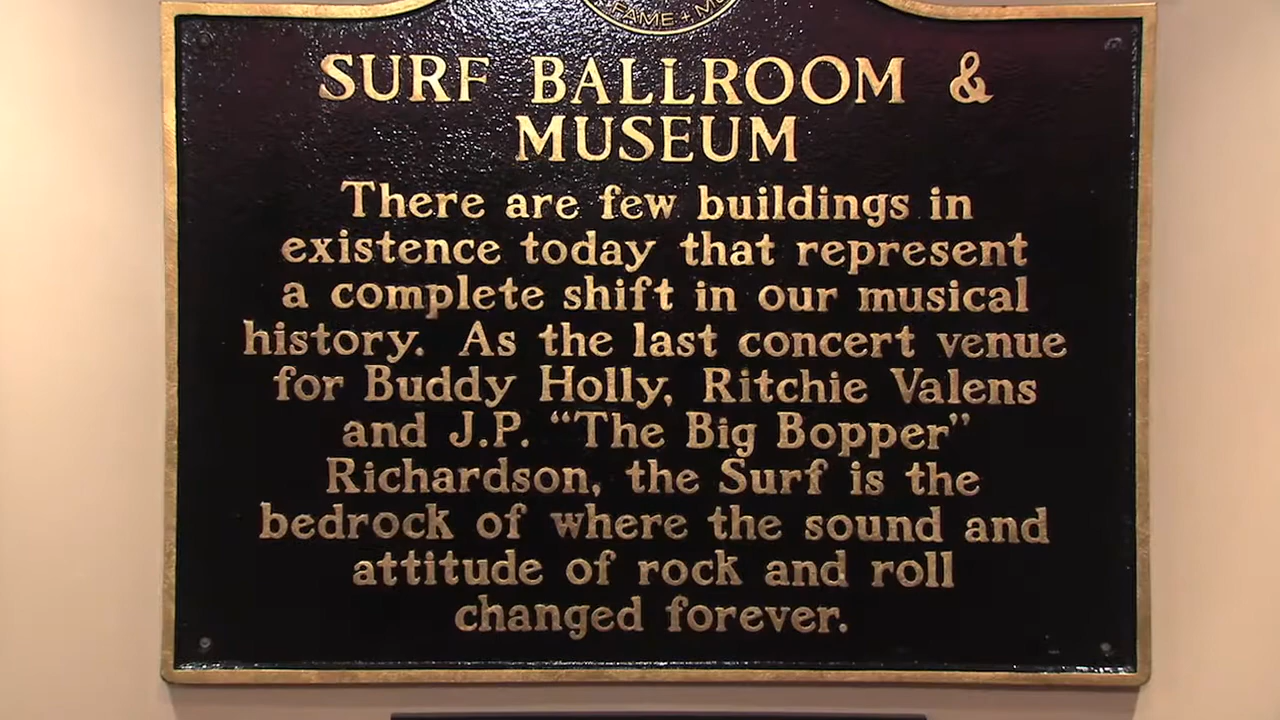 FAME + MU
SURF BALLROOM &
MUSEUM
There are few buildings in
existence today that represent
a complete shift in our musical
history. As the last concert venue
for Buddy Holly, Ritchie Valens
and J.P. “The Big Bopper”
Richardson, the Surf is the
bedrock of where the sound and
attitude of rock and roll
changed forever.